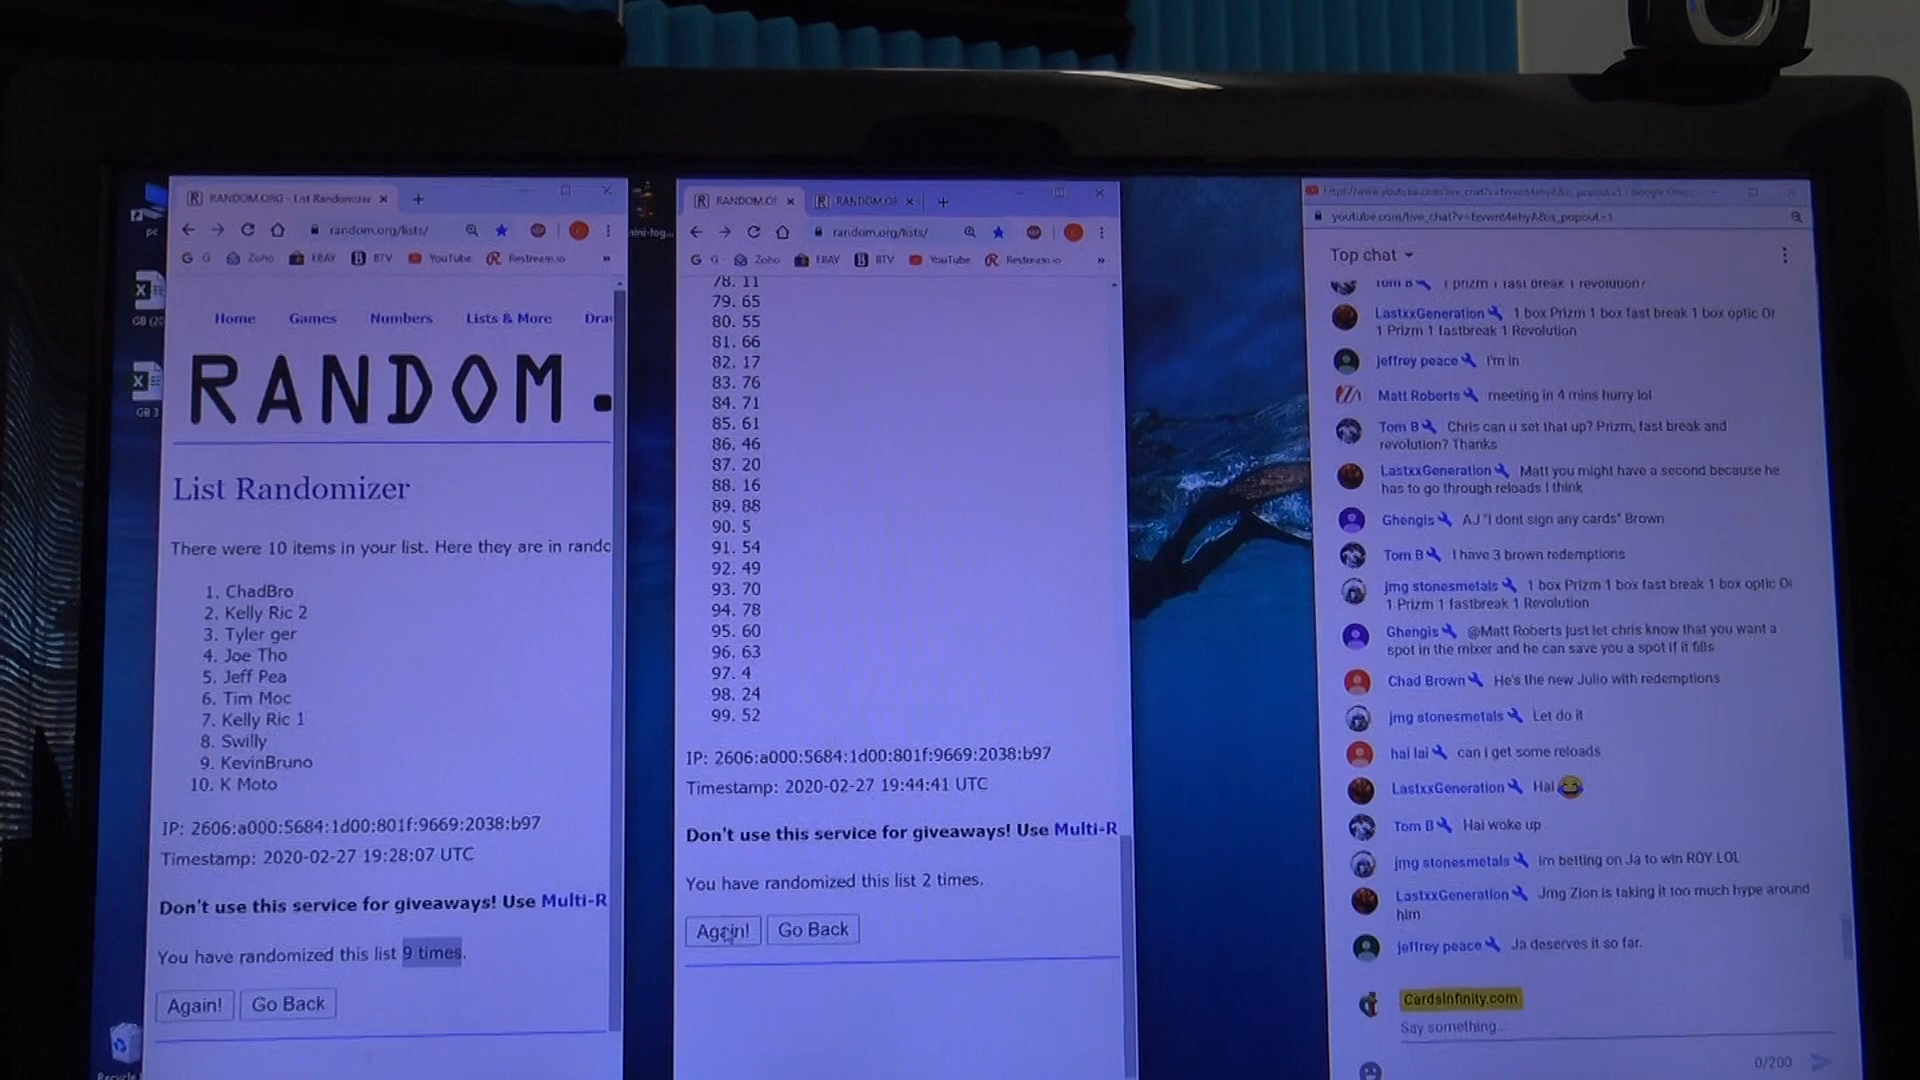 RANDOM.ORG - List Randomizer
random.org/lists/
G Zoho EBAY BTV YouTube Restream.io »
Home Games Numbers Lists & More
RANDOM.
List Randomizer
There were 10 items in your list. Here they are in rando
1. ChadBro
2. Kelly Ric 2
3. Tyler ger
4. Joe Tho
5. Jeff Pea
6. Tim Moc
7. Kelly Ric 1
8. Swilly
9. KevinBruno
10. K Moto
IP: 2606:a000:5684:1d00:801f:9669:2038:b97
Timestamp: 2020-02-27 19:28:07 UTC
Don't use this service for giveaways! Use Multi-R
You have randomized this list 9 times.
Again! Go Back
pc
GB (20
GB 3
RANDOM.OF RANDOM.OF
random.org/lists/
G Zoho EBAY BTV YouTube Restream.io »
78. 11
79. 65
80. 55
81. 66
82. 17
83. 76
84. 71
85. 61
86. 46
87. 20
88. 16
89. 88
90. 5
91. 54
92. 49
93. 70
94. 78
95. 60
96. 63
97. 4
98. 24
99. 52
IP: 2606:a000:5684:1d00:801f:9669:2038:b97
Timestamp: 2020-02-27 19:44:41 UTC
Don't use this service for giveaways! Use Multi-R
You have randomized this list 2 times.
Again! Go Back
Top chat
Tom B 1 prizm 1 fast break 1 revolution?
LastxxGeneration 1 box Prizm 1 box fast break 1 box optic Or
1 Prizm 1 fastbreak 1 Revolution
jeffrey peace I'm in
Matt Roberts meeting in 4 mins hurry lol
Tom B Chris can u set that up? Prizm, fast break and
revolution? Thanks
LastxxGeneration Matt you might have a second because he
has to go through reloads I think
Ghengis AJ "I dont sign any cards" Brown
Tom B I have 3 brown redemptions
jmg stonesmetals 1 box Prizm 1 box fast break 1 box optic Or
1 Prizm 1 fastbreak 1 Revolution
Ghengis @Matt Roberts just let chris know that you want a
spot in the mixer and he can save you a spot if it fills
Chad Brown He's the new Julio with redemptions
jmg stonesmetals Let do it
hai lai can I get some reloads
LastxxGeneration Hai
Tom B Hai woke up
jmg stonesmetals Im betting on Ja to win ROY LOL
LastxxGeneration Jmg Zion is taking it too much hype around
him
jeffrey peace Ja deserves it so far.
CardsInfinity.com
Say something...
0/200